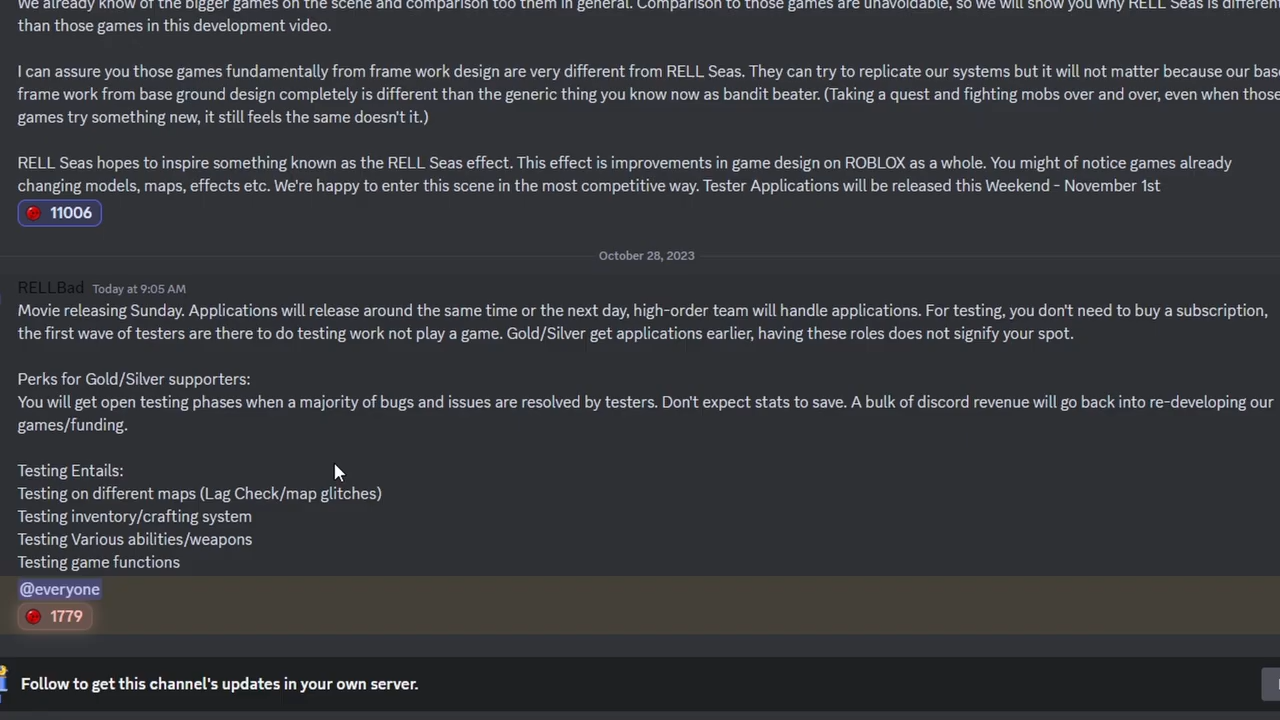 We already know of the bigger games on the scene and comparison too them in general. Comparison to those games are unavoidable, so we will show you why RELL Seas is different
than those games in this development video.
I can assure you those games fundamentally from frame work design are very different from RELL Seas. They can try to replicate our systems but it will not matter because our base
frame work from base ground design completely is different than the generic thing you know now as bandit beater. (Taking a quest and fighting mobs over and over, even when those
games try something new, it still feels the same doesn't it.)
RELL Seas hopes to inspire something known as the RELL Seas effect. This effect is improvements in game design on ROBLOX as a whole. You might of notice games already
changing models, maps, effects etc. We're happy to enter this scene in the most competitive way. Tester Applications will be released this Weekend - November 1st
11006
October 28, 2023
RELLBad Today at 9:05 AM
Movie releasing Sunday. Applications will release around the same time or the next day, high-order team will handle applications. For testing, you don't need to buy a subscription,
the first wave of testers are there to do testing work not play a game. Gold/Silver get applications earlier, having these roles does not signify your spot.
Perks for Gold/Silver supporters:
You will get open testing phases when a majority of bugs and issues are resolved by testers. Don't expect stats to save. A bulk of discord revenue will go back into re-developing our
games/funding.
Testing Entails:
Testing on different maps (Lag Check/map glitches)
Testing inventory/crafting system
Testing Various abilities/weapons
Testing game functions
@everyone
1779
Follow to get this channel's updates in your own server.